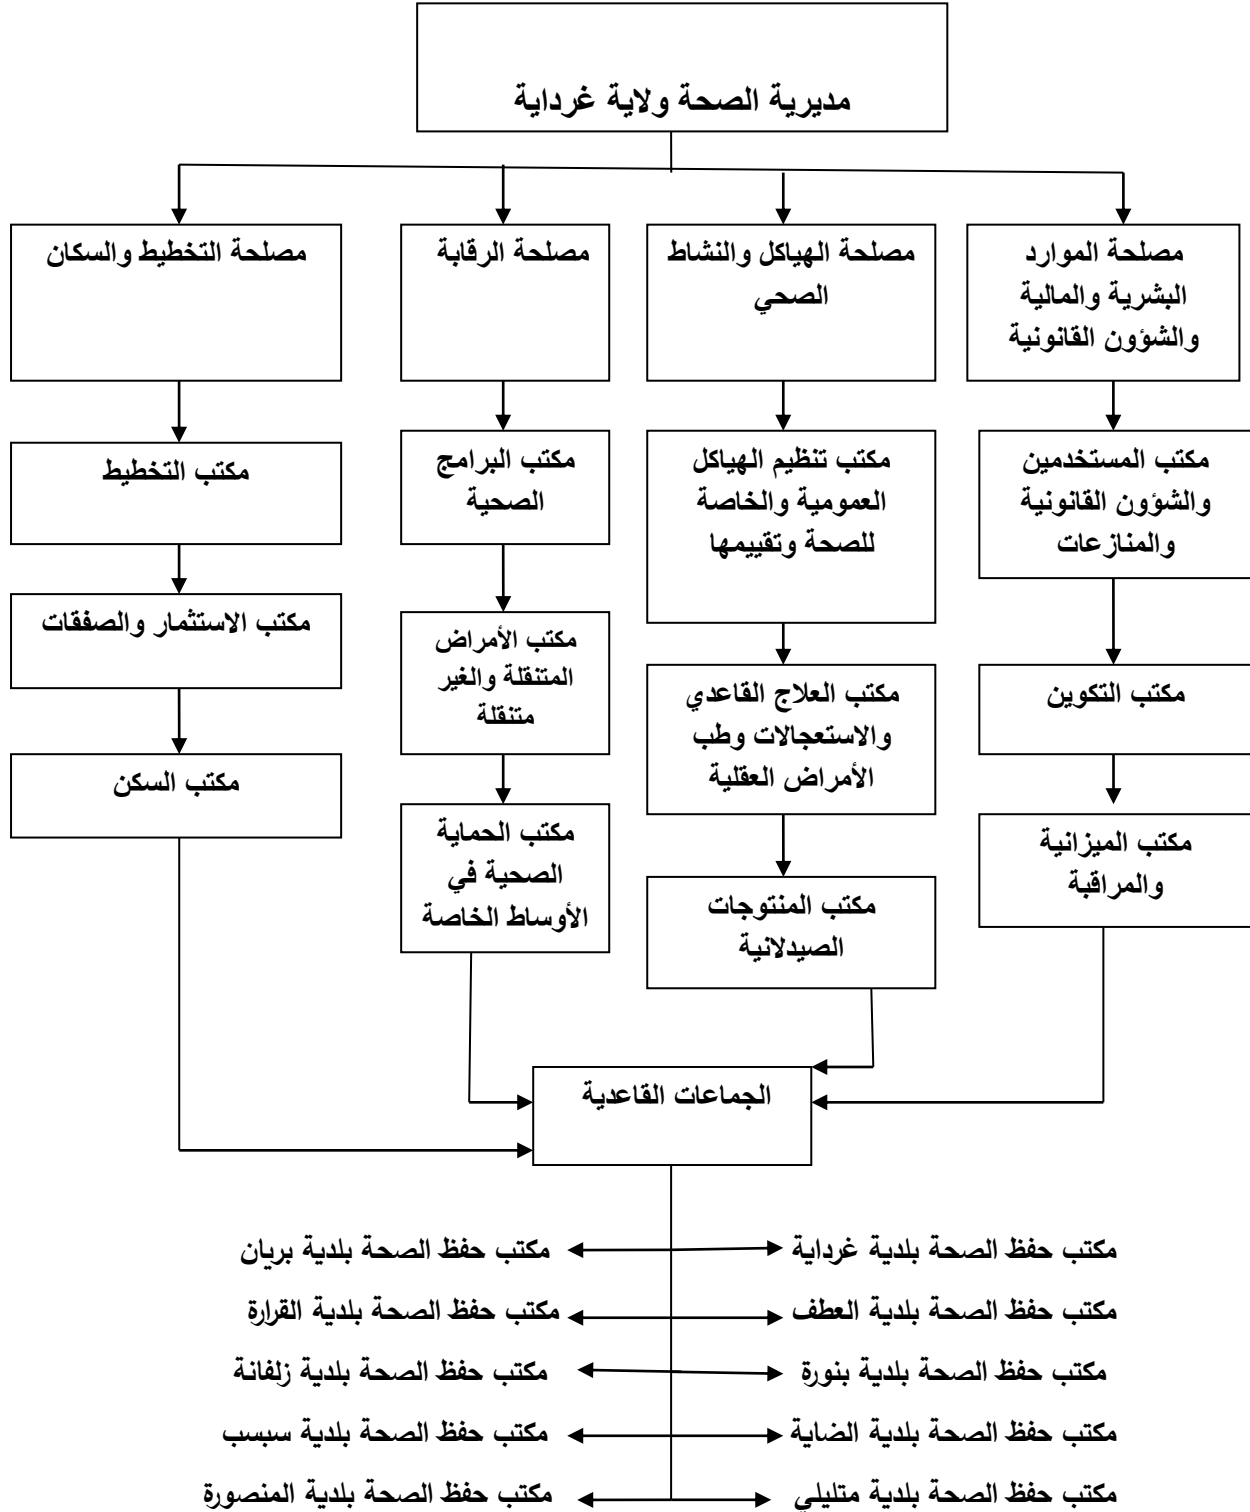 مديرية الصحة ولاية غرداية
مصلحة الموارد
البشرية والمالية
والشؤون القانونية
مصلحة الهياكل والنشاط
الصحي
مصلحة الرقابة
مصلحة التخطيط والسكان
مكتب المستخدمين
والشؤون القانونية
والمنازعات
مكتب تنظيم الهياكل
العمومية والخاصة
للصحة وتقييمها
مكتب البرامج
الصحية
مكتب التخطيط
مكتب التكوين
مكتب العلاج القاعدي
والاستعجالات وطب
الأمراض العقلية
مكتب الأمراض
المتنقلة والغير
متنقلة
مكتب الاستثمار والصفقات
مكتب الميزانية
والمراقبة
مكتب المنتوجات
الصيدلانية
مكتب الحماية
الصحية في
الأوساط الخاصة
مكتب السكن
الجماعات القاعدية
مكتب حفظ الصحة بلدية غرداية
مكتب حفظ الصحة بلدية بريان
مكتب حفظ الصحة بلدية العطف
مكتب حفظ الصحة بلدية القرارة
مكتب حفظ الصحة بلدية بنورة
مكتب حفظ الصحة بلدية زلفانة
مكتب حفظ الصحة بلدية الضاية
مكتب حفظ الصحة بلدية سبسب
مكتب حفظ الصحة بلدية متليلي
مكتب حفظ الصحة بلدية المنصورة